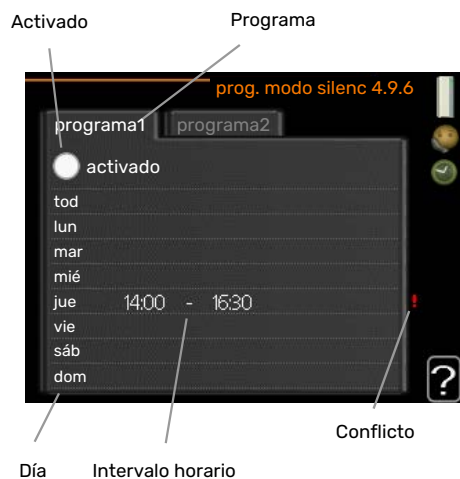 Activado
Programa
prog. modo silenc 4.9.6
programa1
programa2
activado
tod
lun
mar
mié
jue 14:00 - 16:30 !
vie
sáb
dom
?
Conflicto
Día
Intervalo horario